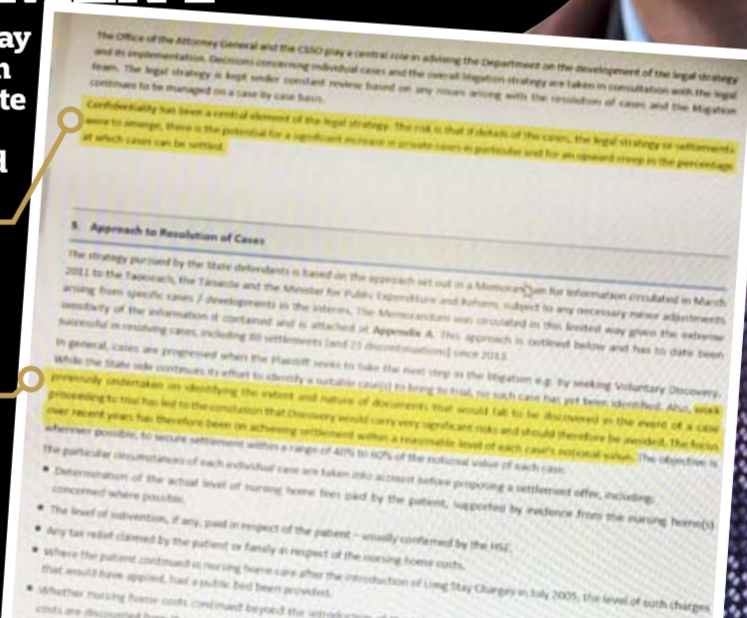 ay
n
te
d
The Office of the Attorney General and the CSSO play a central role in advising the Department on the development of the legal strategy
and its implementation. Decisions concerning individual cases and the overall litigation strategy are taken in consultation with the legal
team. The legal strategy is kept under constant review based on any issues arising with the resolution of cases and the litigation
continues to be managed on a case by case basis.
Confidentiality has been a central element of the legal strategy. The risk is that if details of the cases, the legal strategy or settlements
were to emerge, there is the potential for a significant increase in private cases in particular and for an upward creep in the percentage
at which cases can be settled.
5. Approach to Resolution of Cases
The strategy pursued by the State defendants is based on the approach set out in a Memorandum for Information circulated in March
2011 to the Taoiseach, the Tanaiste and the Minister for Public Expenditure and Reform, subject to any necessary minor adjustments
arising from specific cases / developments in the interim. The Memorandum was circulated in this limited way given the extreme
sensitivity of the information it contained and is attached at Appendix A. This approach is outlined below and has to date been
successful in resolving cases, including settlements (and discontinuations) since 2013.
In general, cases are progressed when the Plaintiff seeks to take the next step in the litigation e.g. by seeking Voluntary Discovery.
While the State side continues its effort to identify a suitable case(s) to bring to trial, no such case has yet been identified. Also, work
previously undertaken on identifying the extent and nature of documents that would fall to be discovered in the event of a case
proceeding to trial has led to the conclusion that Discovery would carry very significant risks and should therefore be avoided. The focus
over recent years has therefore been on achieving settlement within a reasonable level of each case's notional value. The objective is
wherever possible, to secure settlement within a range of 40% to 60% of the notional value of each case.
The particular circumstances of each individual case are taken into account before proposing a settlement offer, including:
• Determination of the actual level of nursing home fees paid by the patient, supported by evidence from the nursing home(s)
concerned where possible.
• The level of subvention, if any, paid in respect of the patient – usually confirmed by the HSE.
• Any tax relief claimed by the patient or family in respect of the nursing home costs.
• Where the patient continued in nursing home care after the introduction of Long Stay Charges in July 2005, the level of such charges
that would have applied, had a public bed been provided.
• Whether nursing home costs continued beyond the introduction of
costs are discounted from the